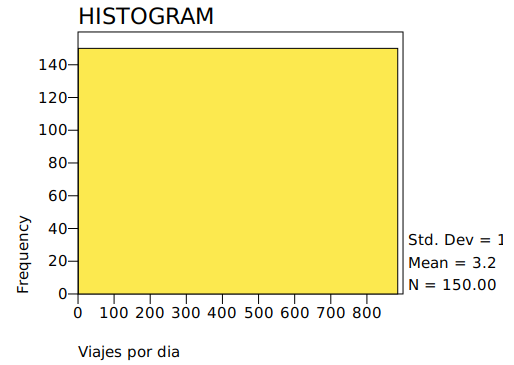 HISTOGRAM
140
120
100
80
60
40
20
0
Frequency
0 100 200 300 400 500 600 700 800
Viajes por dia
Std. Dev = 1
Mean = 3.2
N = 150.00